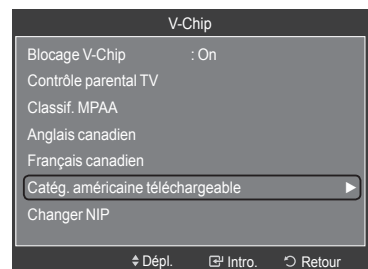 V-Chip
Blocage V-Chip : On
Contrôle parental TV
Classif. MPAA
Anglais canadien
Français canadien
Catég. américaine téléchargeable
Changer NIP
Dépl. Intro. Retour